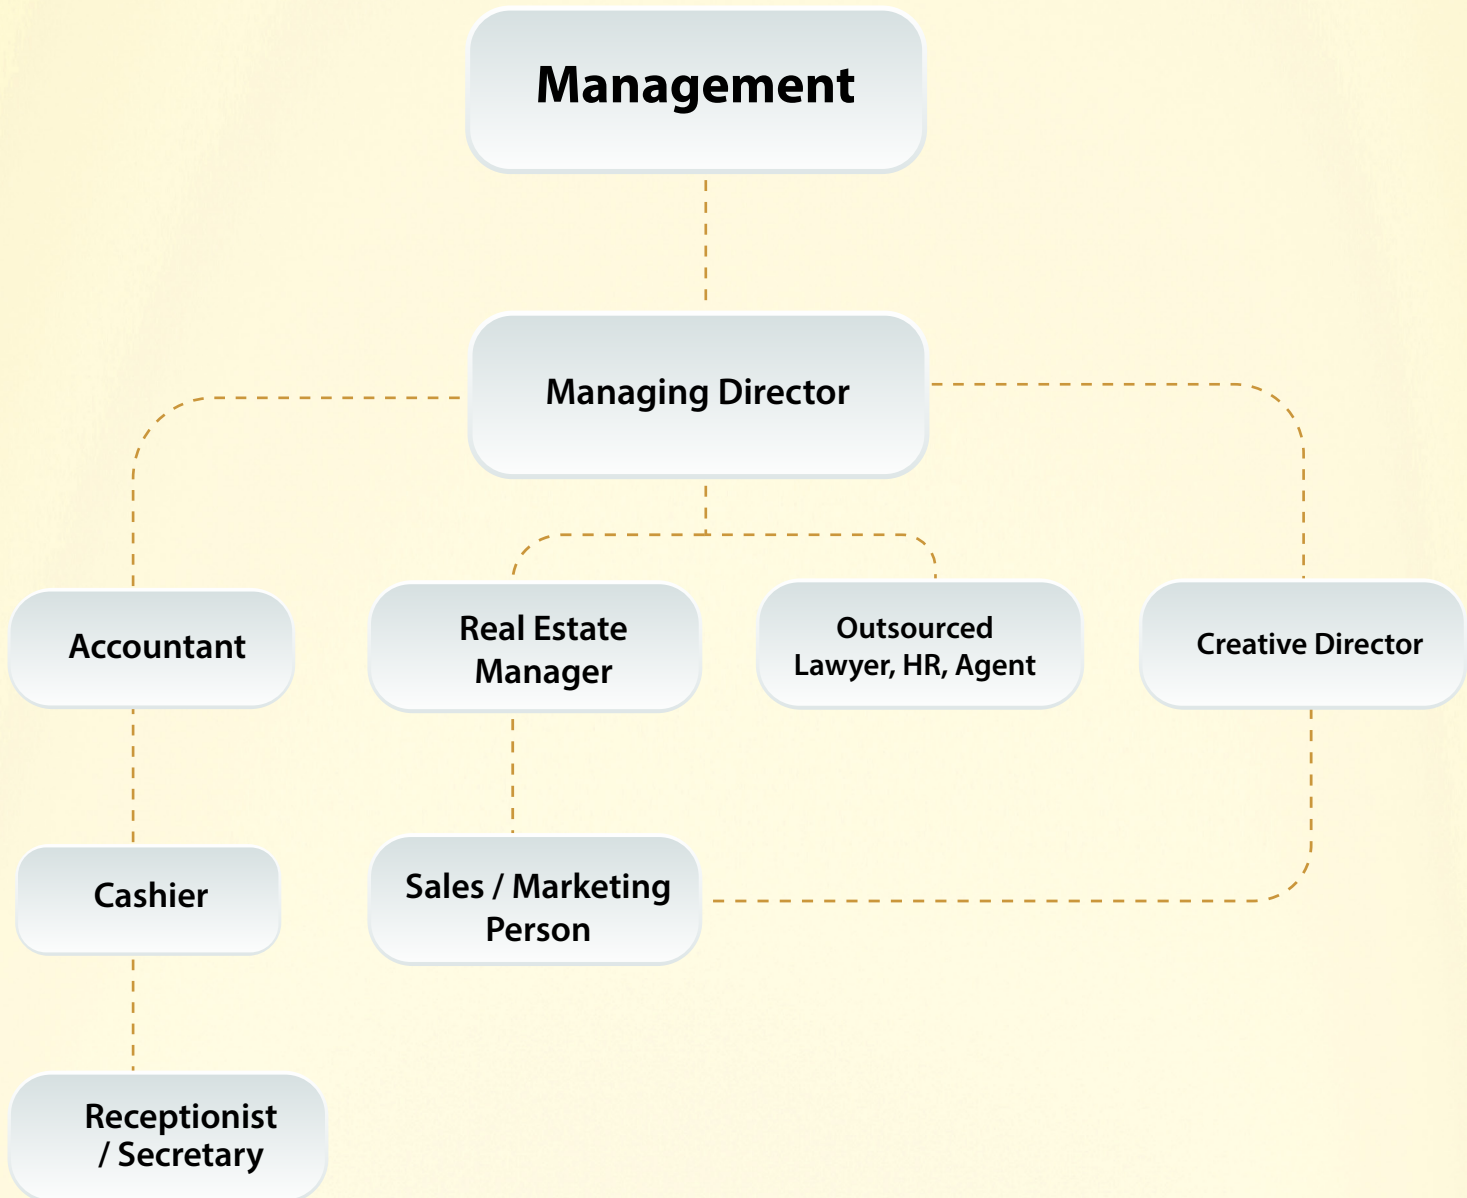 Management
Managing Director
Accountant
Real Estate
Manager
Outsourced
Lawyer, HR, Agent
Creative Director
Cashier
Sales / Marketing
Person
Receptionist
/ Secretary